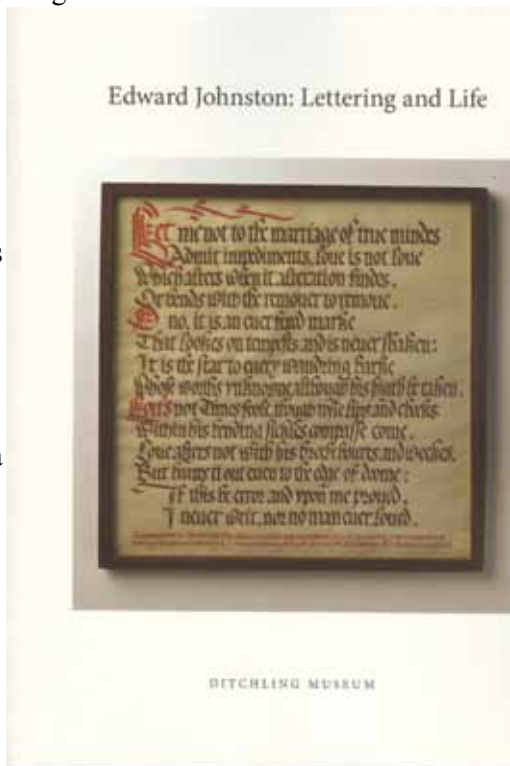 Edward Johnston: Lettering and Life
Let me not to the marriage of true mindes
Admit impediments, loue is not loue
Which alters when it alteration findes,
Or bends with the remouer to remoue.
O no, it is an euer fixed marke
That lookes on tempests and is neuer shaken;
It is the star to euery wandring barke
Whose worths vnknowne, although his hight be taken.
Lou's not Times foole, though rosie lips and cheeks
Within his bending sickles compasse come,
Loue alters not with his breefe houres and weekes,
But beares it out euen to the edge of doome:
If this be error and vpon me proued,
I neuer writ, nor no man euer loued.
DITCHLING MUSEUM
s
a